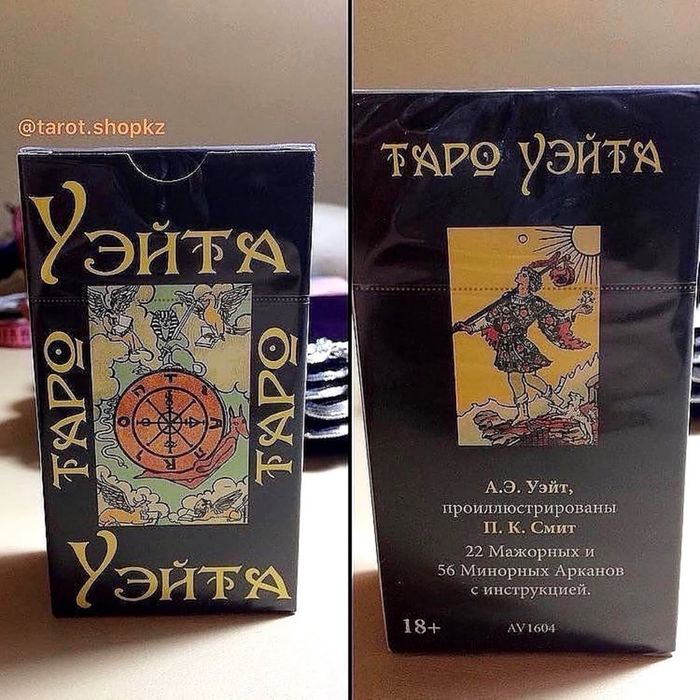 @tarot.shopkz
Уэйта
ТАРО
ТАРО
Уэйта
ТАРО УЭЙТА
А.Э. Уэйт,
проиллюстрированы
П. К. Смит
22 Мажорных и
56 Минорных Арканов
с инструкцией.
18+
AV1604